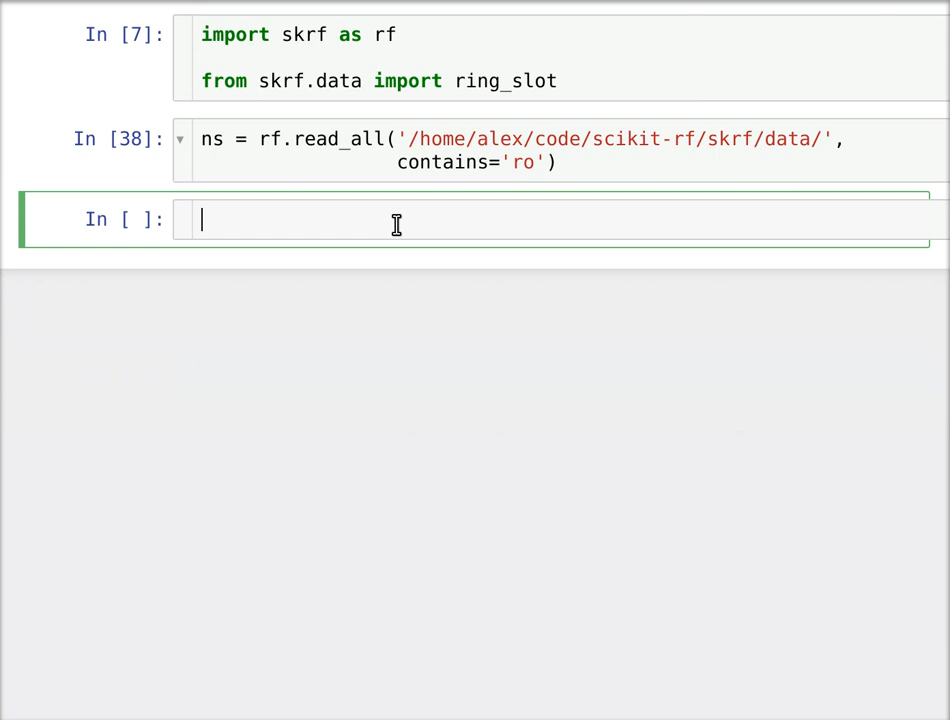 In [7]: import skrf as rf
from skrf.data import ring_slot
In [38]: ns = rf.read_all('/home/alex/code/scikit-rf/skrf/data/',
contains='ro')
In [ ]: